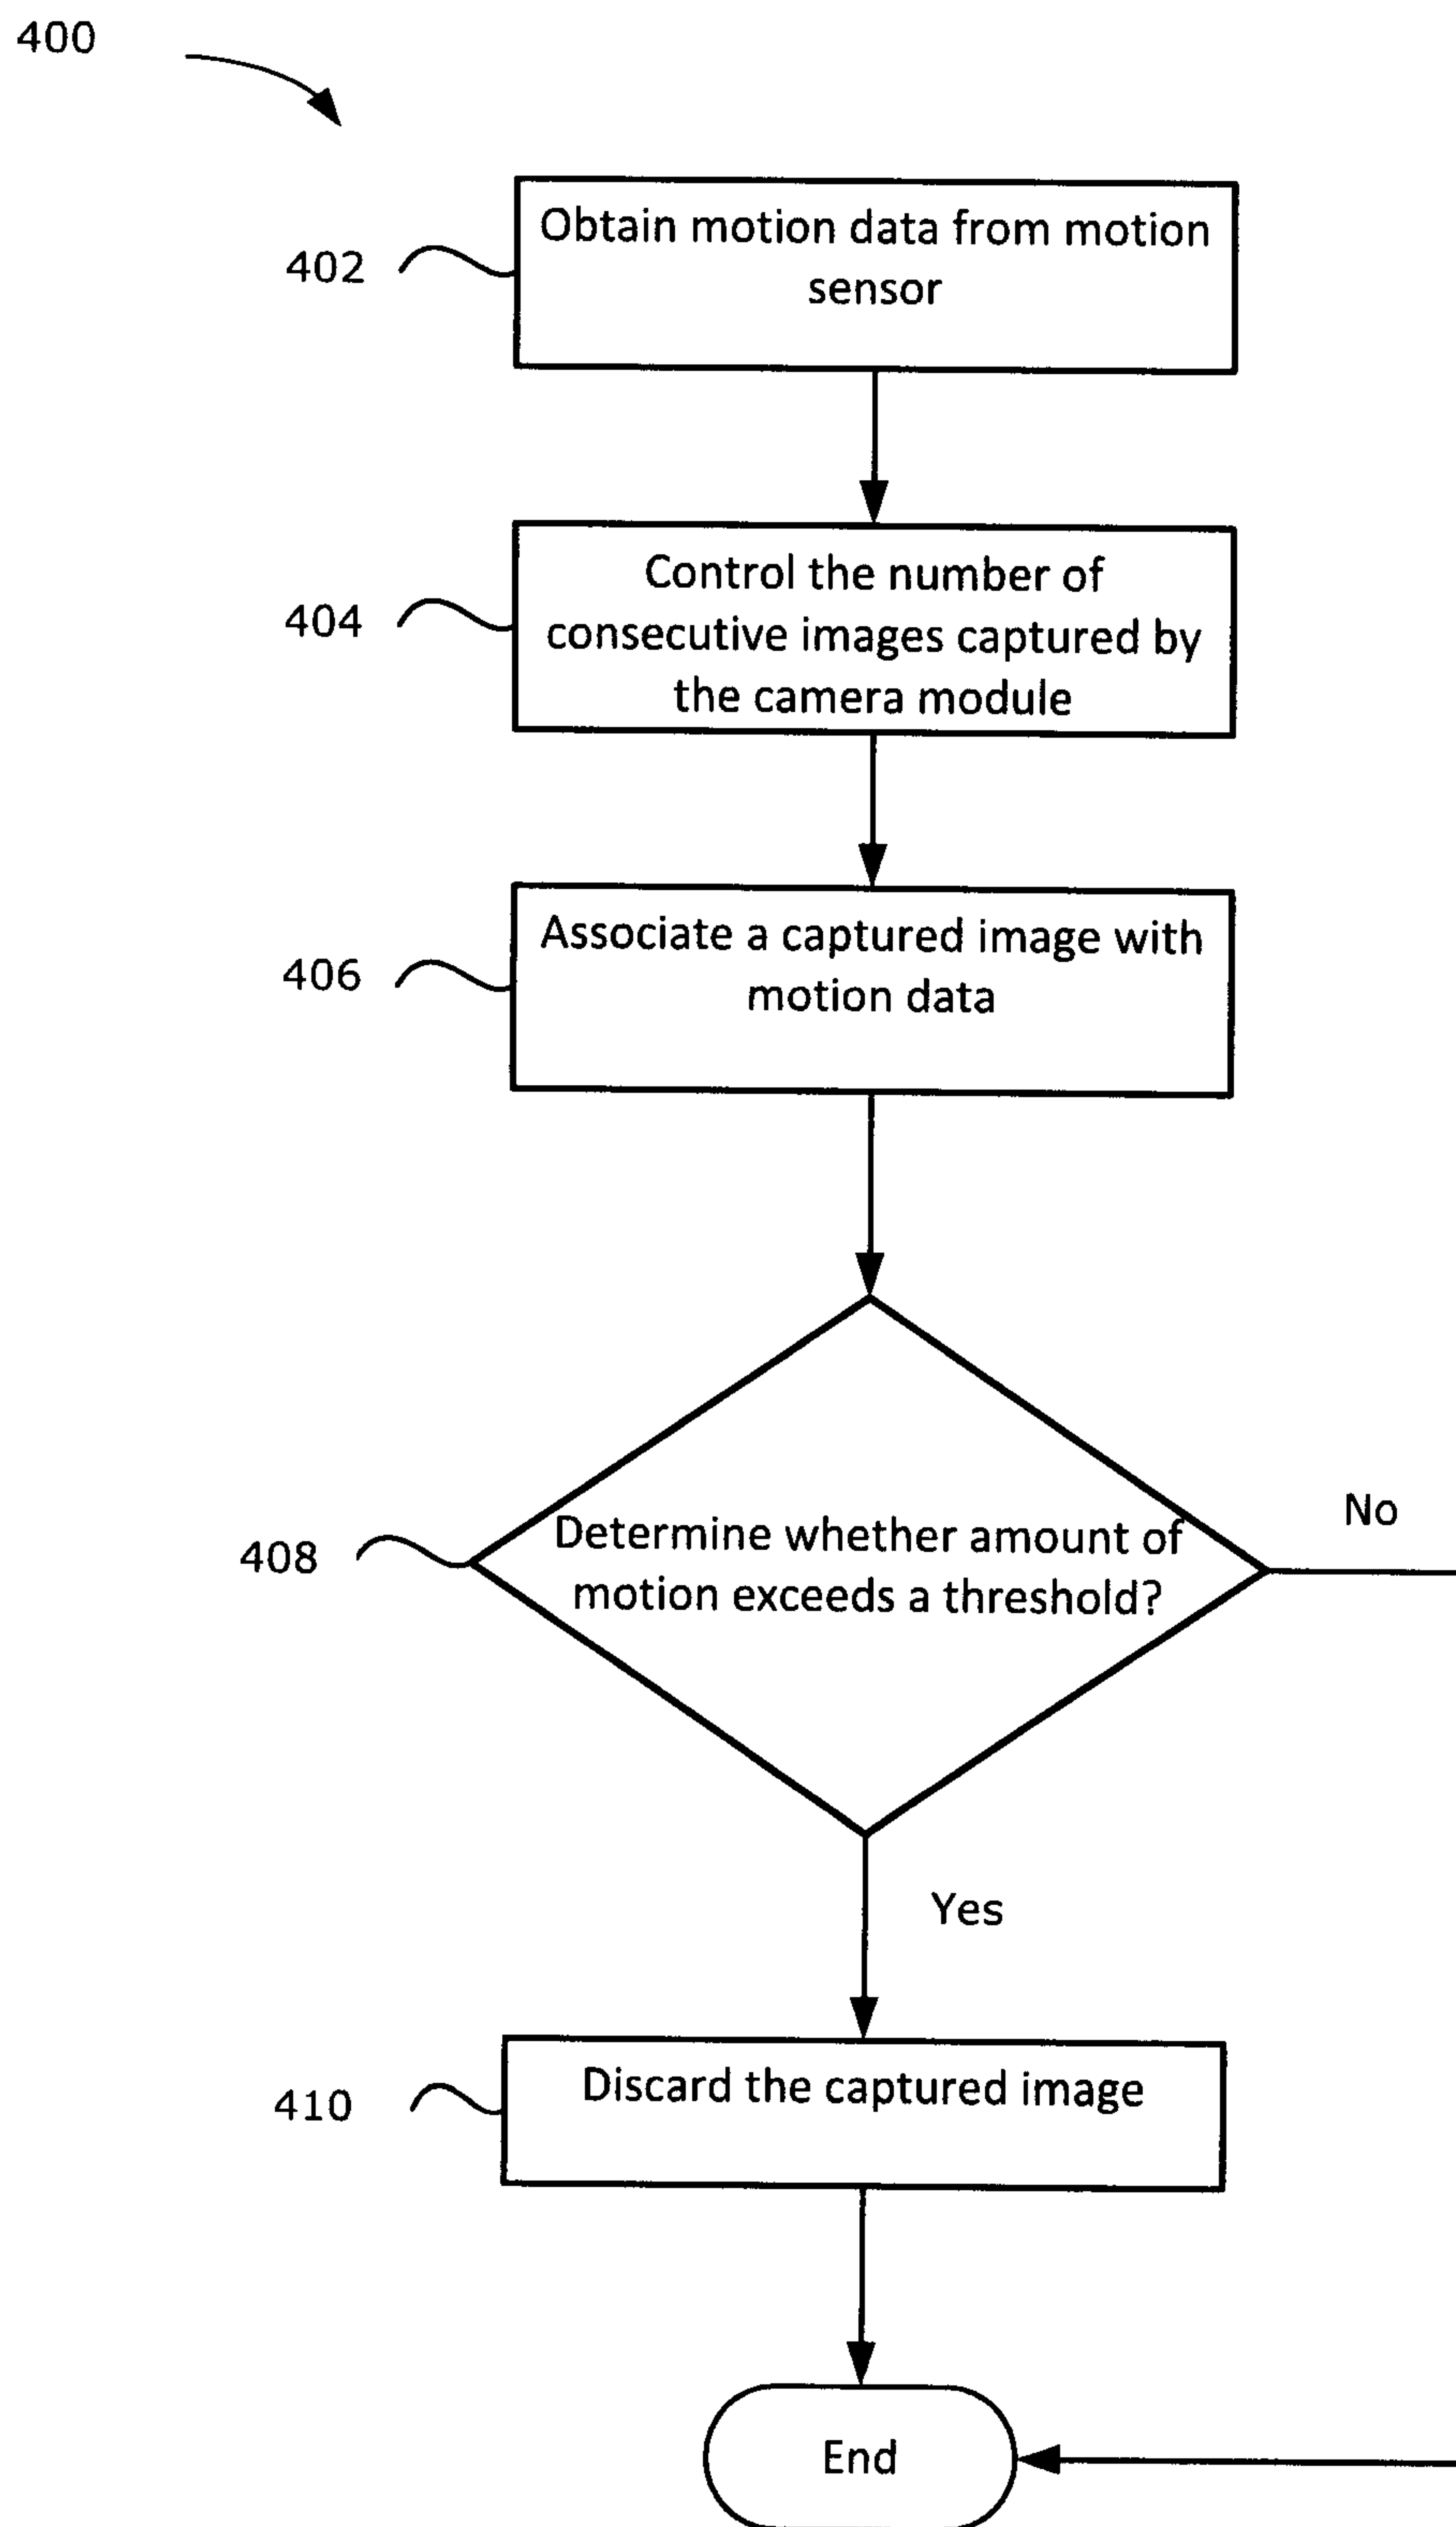 400
402
Obtain motion data from motion
sensor
404
Control the number of
consecutive images captured by
the camera module
406
Associate a captured image with
motion data
408
Determine whether amount of
motion exceeds a threshold?
No
Yes
410
Discard the captured image
End